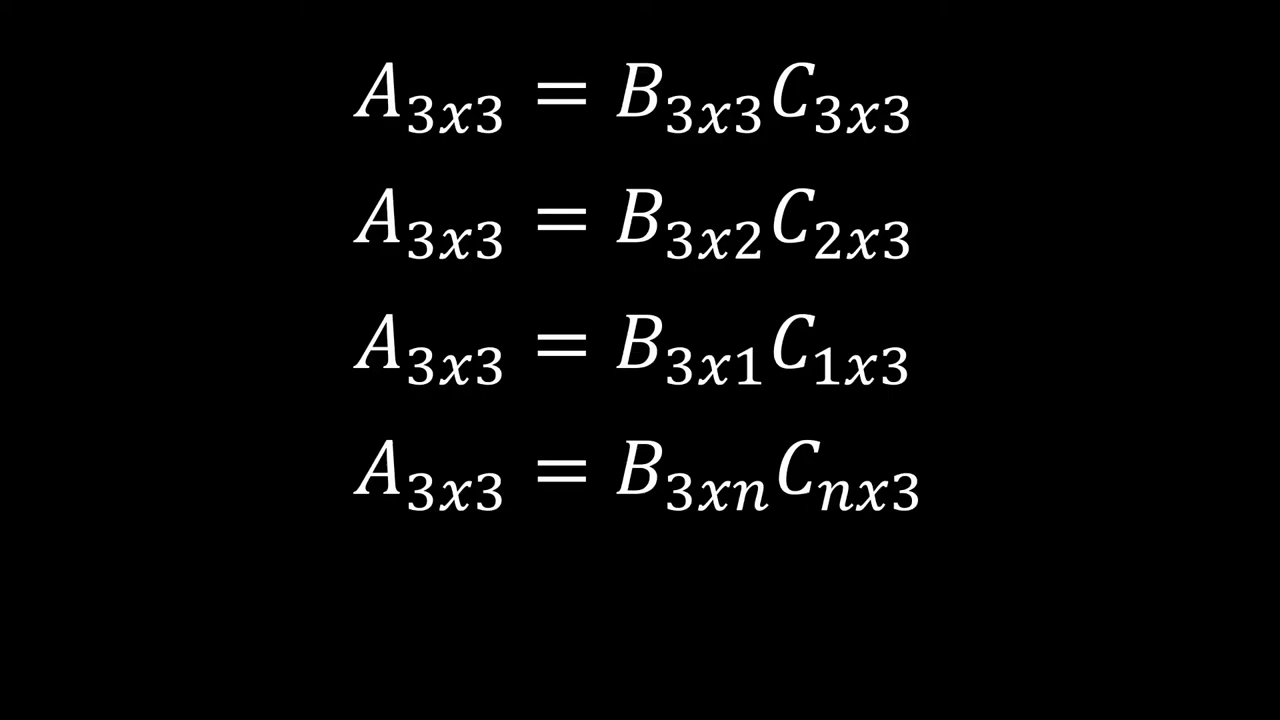 A₃ₓ₃ = B₃ₓ₃C₃ₓ₃
A₃ₓ₃ = B₃ₓ₂C₂ₓ₃
A₃ₓ₃ = B₃ₓ₁C₁ₓ₃
A₃ₓ₃ = B₃ₓₙCₙₓ₃